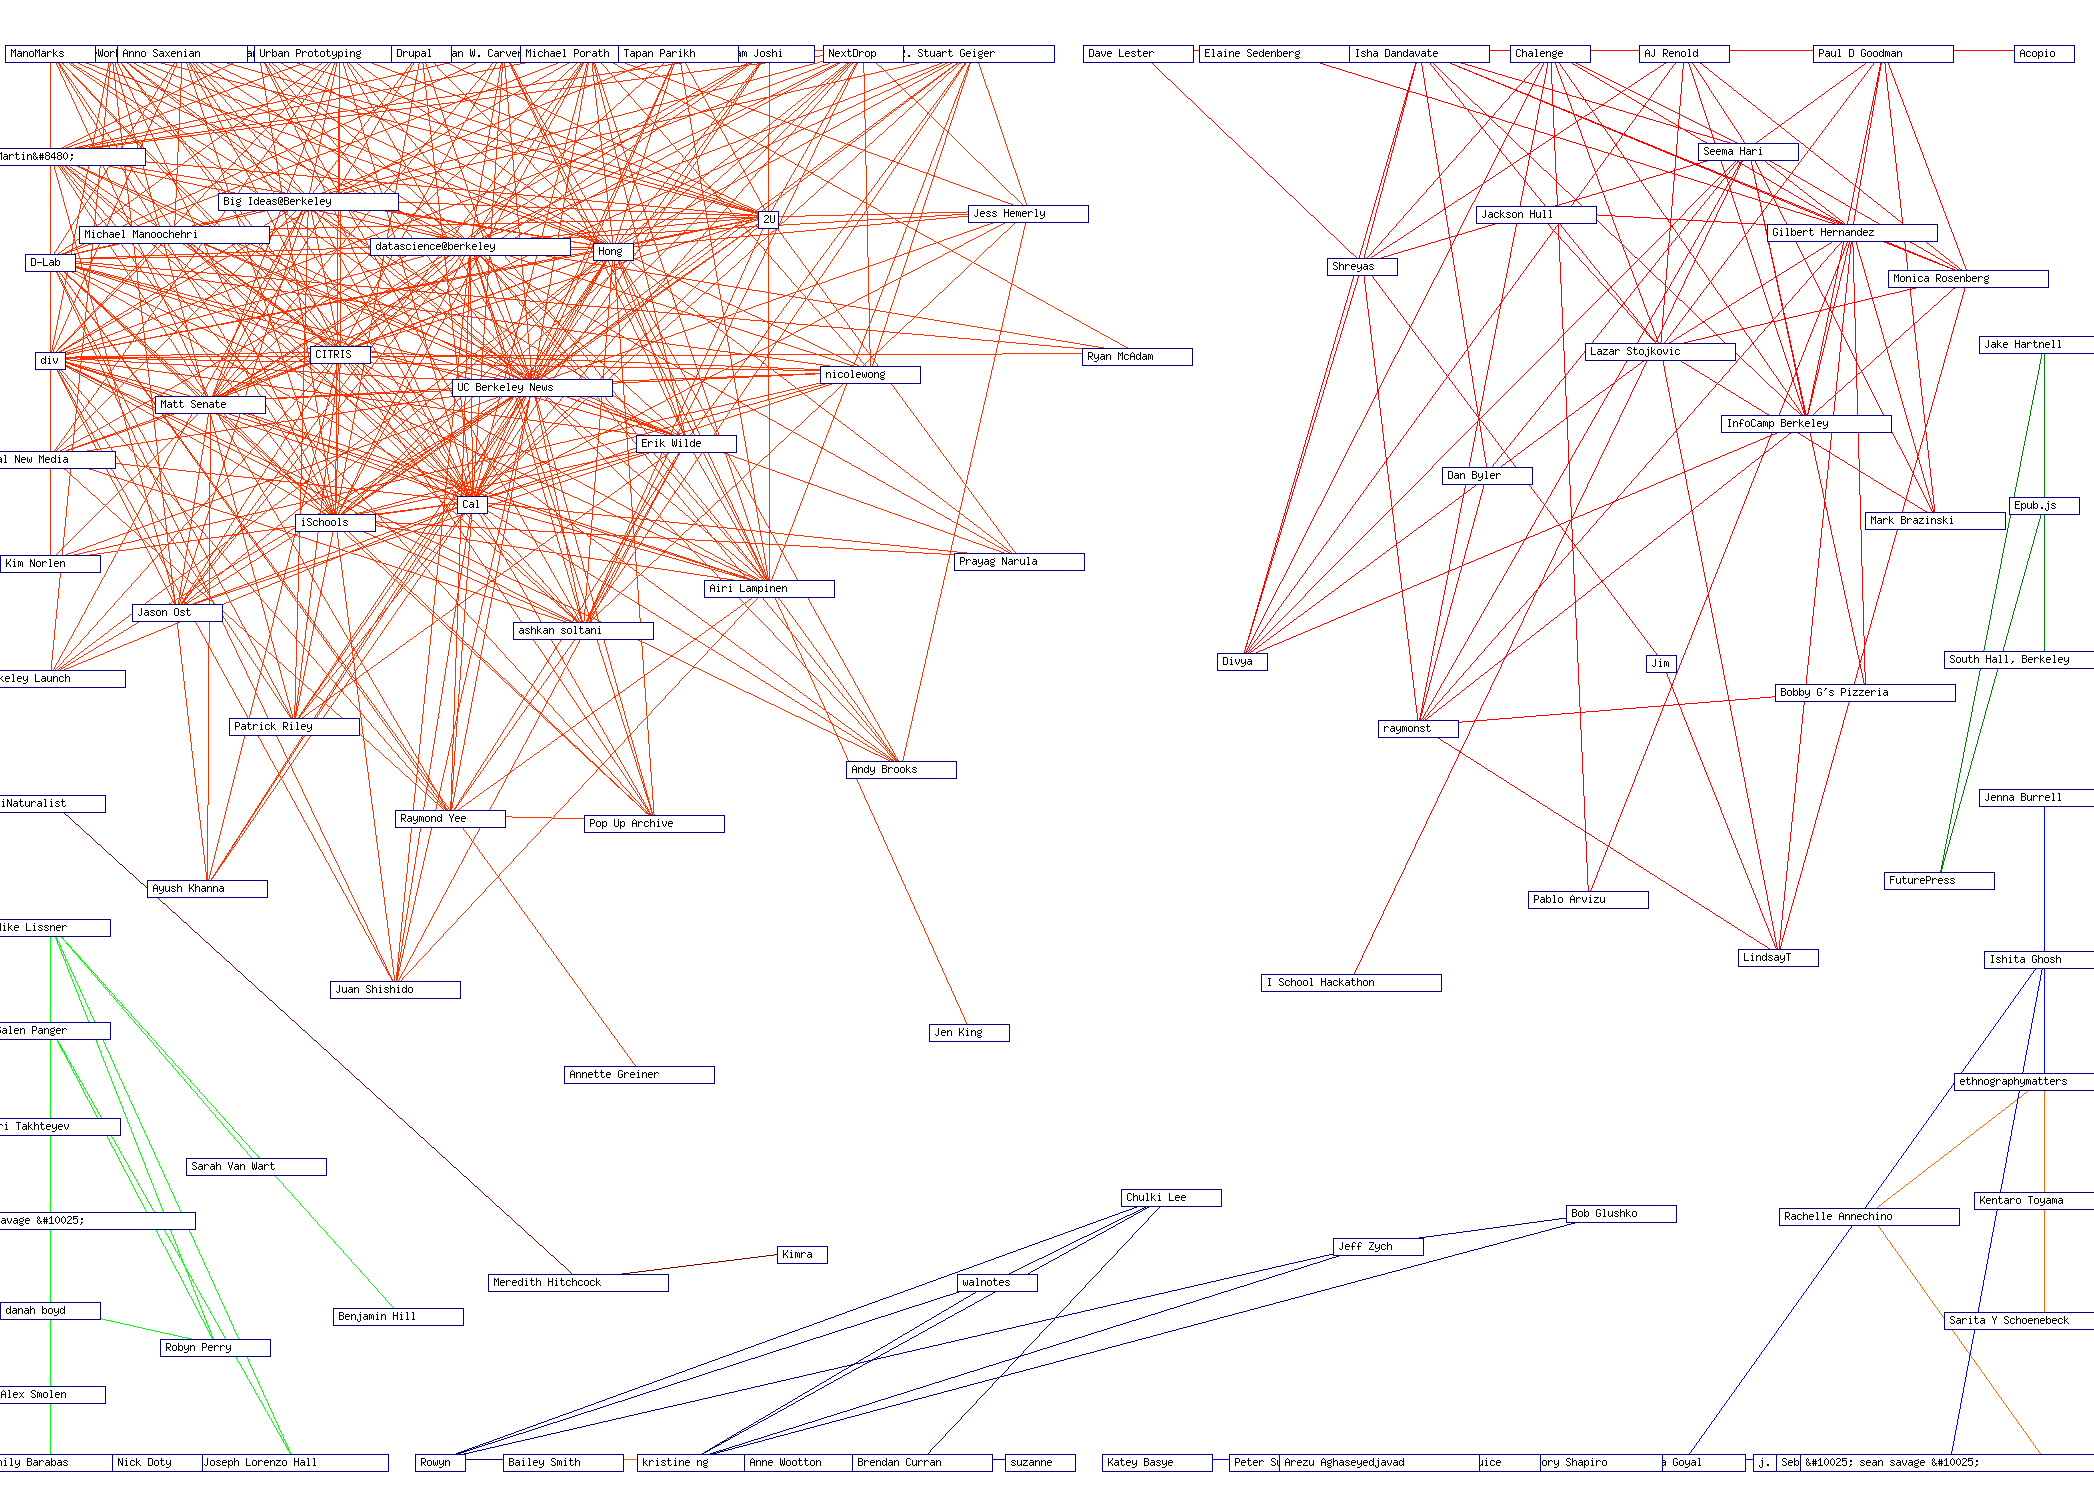 ManoMarks
Wor
Anno Saxenian
Urban Prototyping
Drupal
an W. Carver
Michael Porath
Tapan Parikh
am Joshi
NextDrop
. Stuart Geiger
Dave Lester
Elaine Sedenberg
Isha Dandavate
Chalenge
AJ Renold
Paul D Goodman
Acopio
Martin&#8480;
Seema Hari
Big Ideas@Berkeley
2U
Jess Hemerly
Jackson Hull
Michael Manoochehri
Gilbert Hernandez
datascience@berkeley
Hong
D-Lab
Shreyas
Monica Rosenberg
Jake Hartnell
div
CITRIS
Ryan McAdam
Lazar Stojkovic
nicolewong
UC Berkeley News
Matt Senate
InfoCamp Berkeley
Erik Wilde
al New Media
Dan Byler
Cal
Epub.js
iSchools
Mark Brazinski
Kim Norlen
Prayag Narula
Airi Lampinen
Jason Ost
ashkan soltani
Divya
Jim
South Hall, Berkeley
keley Launch
Bobby G's Pizzeria
Patrick Riley
raymonst
Andy Brooks
iNaturalist
Jenna Burrell
Raymond Yee
Pop Up Archive
Ayush Khanna
FuturePress
Pablo Arvizu
Mike Lissner
LindsayT
Ishita Ghosh
I School Hackathon
Juan Shishido
Galen Panger
Jen King
Annette Greiner
ethnographymatters
ri Takhteyev
Sarah Van Wart
Chulki Lee
Kentaro Toyama
Bob Glushko
Rachelle Annechino
avage &#10025;
Jeff Zych
Kimra
Meredith Hitchcock
walnotes
danah boyd
Benjamin Hill
Sarita Y Schoenebeck
Robyn Perry
Alex Smolen
mily Barabas
Nick Doty
Joseph Lorenzo Hall
Rowyn
Bailey Smith
kristine ng
Anne Wootton
Brendan Curran
suzanne
Katey Basye
Peter S
Arezu Aghaseyedjavad
uice
ory Shapiro
a Goyal
j.
Seb
&#10025; sean savage &#10025;